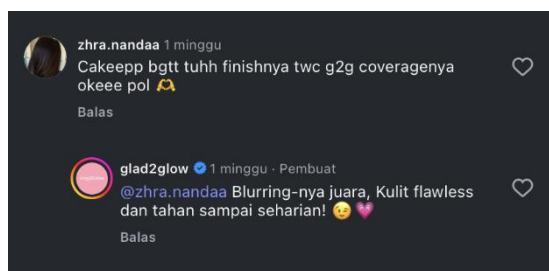 zhra.nandaa 1 minggu
Cakeepp bgtt tuhh finishnya twc g2g coveragenya
okeee pol 🫶
Balas
glad2glow 1 minggu · Pembuat
@zhra.nandaa Blurring-nya juara, Kulit flawless
dan tahan sampai seharian! 😉💗
Balas